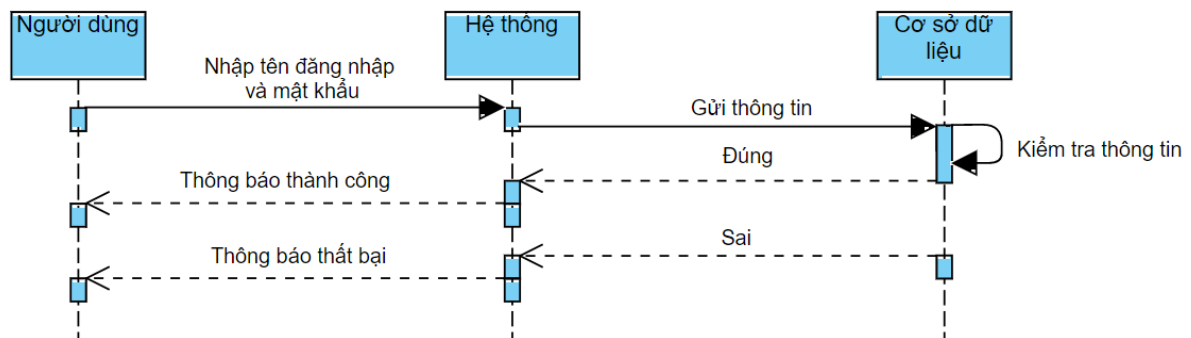 Người dùng
Hệ thông
Cơ sở dữ
liệu
Nhập tên đăng nhập
và mật khẩu
Gửi thông tin
Kiểm tra thông tin
Đúng
Thông báo thành công
Sai
Thông báo thất bại